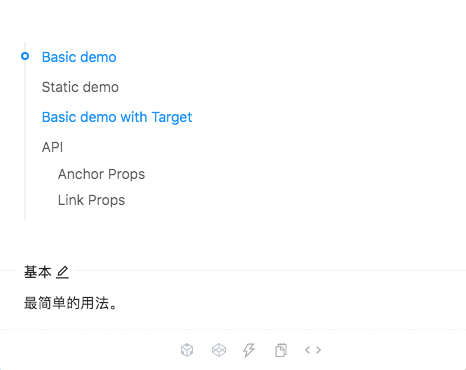 Basic demo
Static demo
Basic demo with Target
API
Anchor Props
Link Props
基本
最简单的用法。